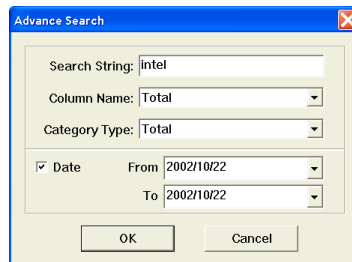 Advance Search
Search String: intel
Column Name: Total
Category Type: Total
Date From 2002/10/22
To 2002/10/22
OK Cancel